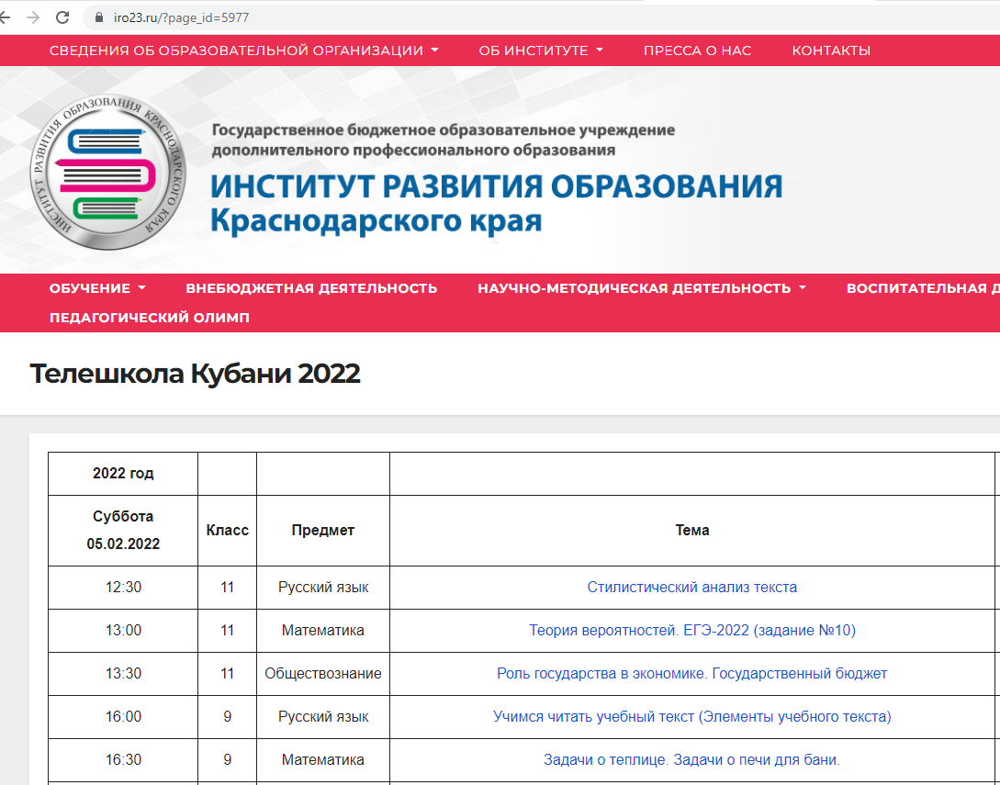 iro23.ru/?page_id=5977
СВЕДЕНИЯ ОБ ОБРАЗОВАТЕЛЬНОЙ ОРГАНИЗАЦИИ ОБ ИНСТИТУТЕ ПРЕССА О НАС КОНТАКТЫ
ИНСТИТУТ РАЗВИТИЯ ОБРАЗОВАНИЯ КРАСНОДАРСКОГО КРАЯ
Государственное бюджетное образовательное учреждение
дополнительного профессионального образования
ИНСТИТУТ РАЗВИТИЯ ОБРАЗОВАНИЯ
Краснодарского края
ОБУЧЕНИЕ ВНЕБЮДЖЕТНАЯ ДЕЯТЕЛЬНОСТЬ НАУЧНО-МЕТОДИЧЕСКАЯ ДЕЯТЕЛЬНОСТЬ ВОСПИТАТЕЛЬНАЯ Д
ПЕДАГОГИЧЕСКИЙ ОЛИМП
Телешкола Кубани 2022
2022 год
Суббота
05.02.2022 Класс Предмет Тема
12:30 11 Русский язык Стилистический анализ текста
13:00 11 Математика Теория вероятностей. ЕГЭ-2022 (задание №10)
13:30 11 Обществознание Роль государства в экономике. Государственный бюджет
16:00 9 Русский язык Учимся читать учебный текст (Элементы учебного текста)
16:30 9 Математика Задачи о теплице. Задачи о печи для бани.